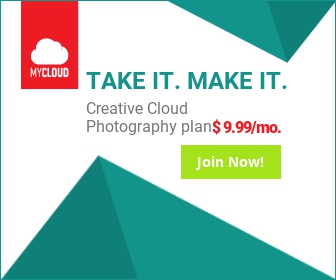 MYCLOUD
TAKE IT. MAKE IT.
Creative Cloud
Photography plan $ 9.99/mo.
Join Now!